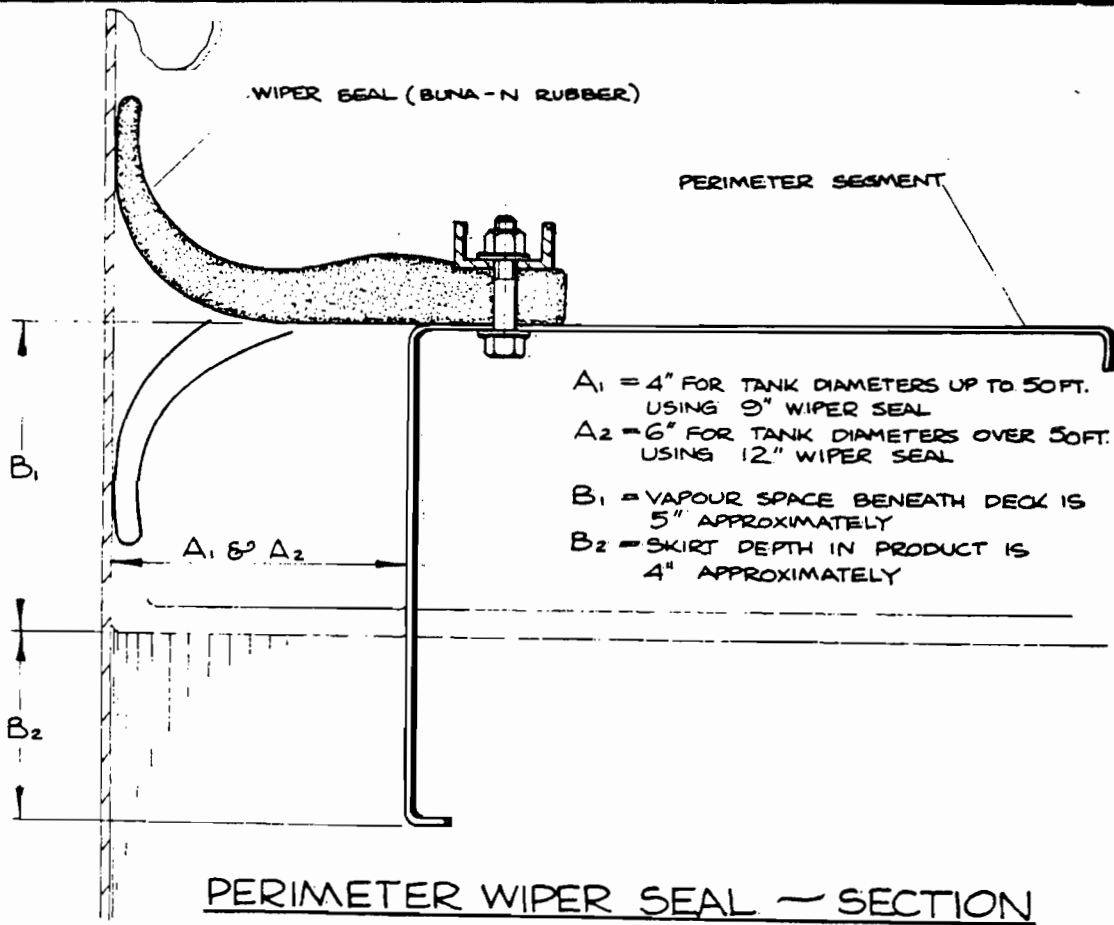 WIPER SEAL (BUNA-N RUBBER)
PERIMETER SEGMENT
A₁ = 4" FOR TANK DIAMETERS UP TO 50FT.
USING 9" WIPER SEAL
A₂ = 6" FOR TANK DIAMETERS OVER 50FT.
USING 12" WIPER SEAL
B₁ = VAPOUR SPACE BENEATH DECK IS
5" APPROXIMATELY
B₂ = SKIRT DEPTH IN PRODUCT IS
4" APPROXIMATELY
B₁
A₁ & A₂
B₂
PERIMETER WIPER SEAL ~ SECTION